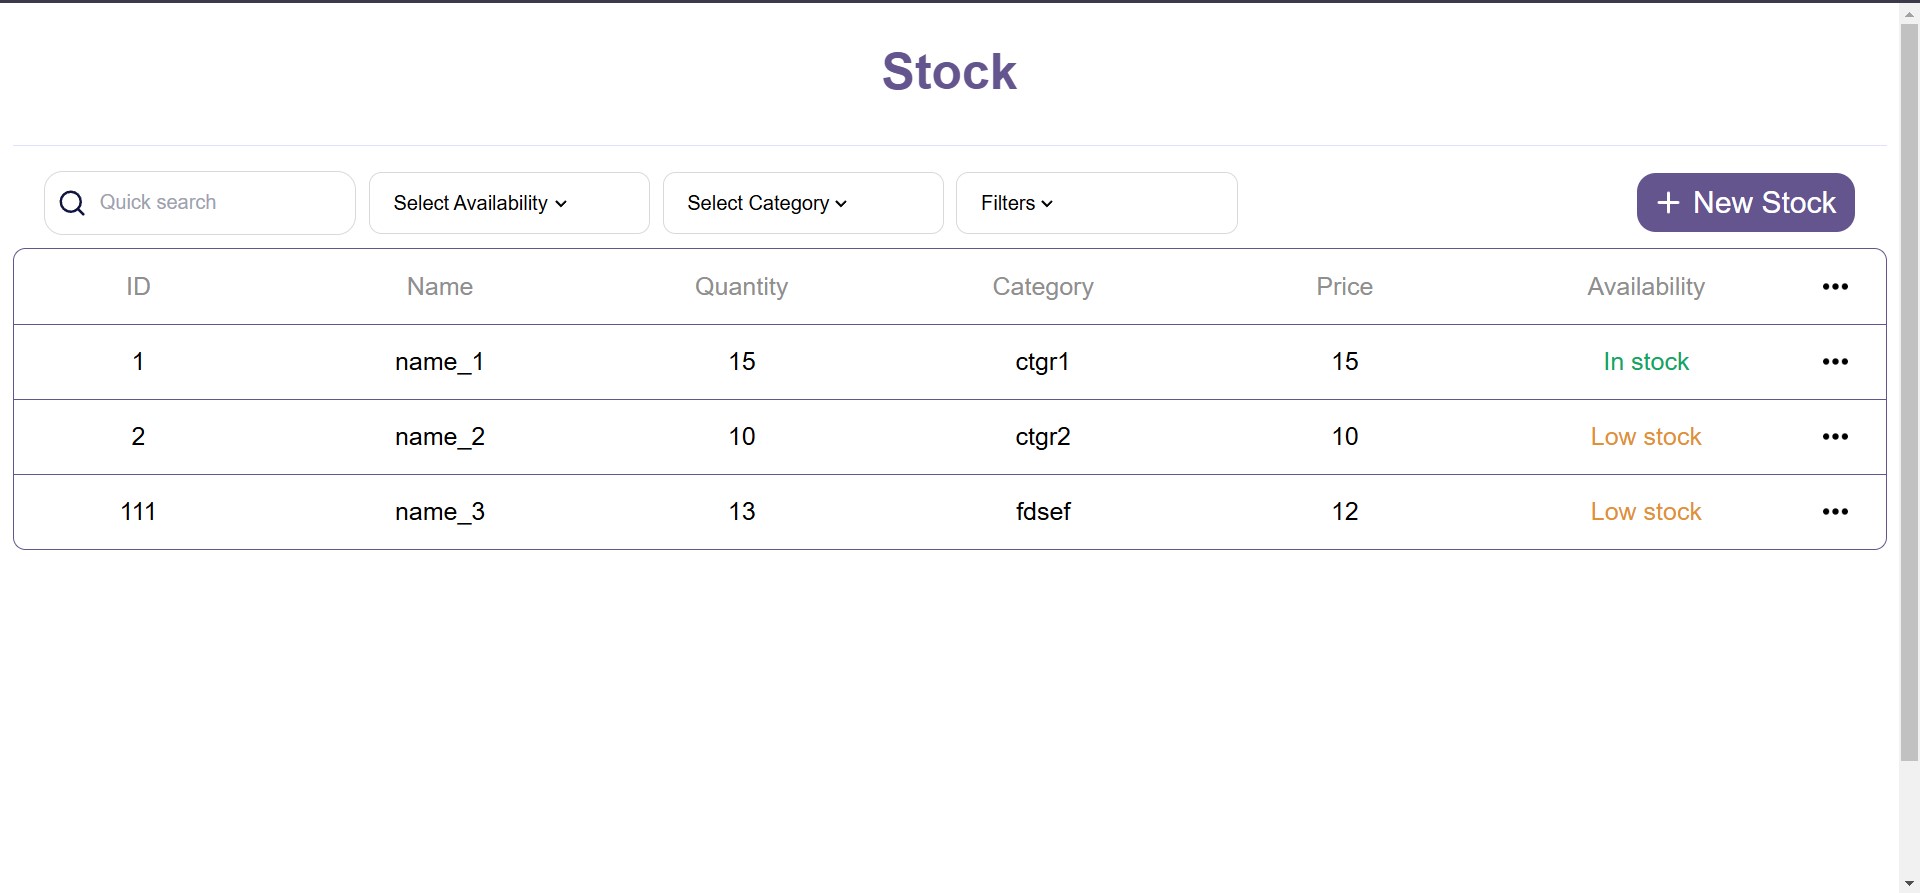 Stock
Quick search
Select Availability
Select Category
Filters
+ New Stock
ID Name Quantity Category Price Availability •••
1 name_1 15 ctgr1 15 In stock •••
2 name_2 10 ctgr2 10 Low stock •••
111 name_3 13 fdsef 12 Low stock •••